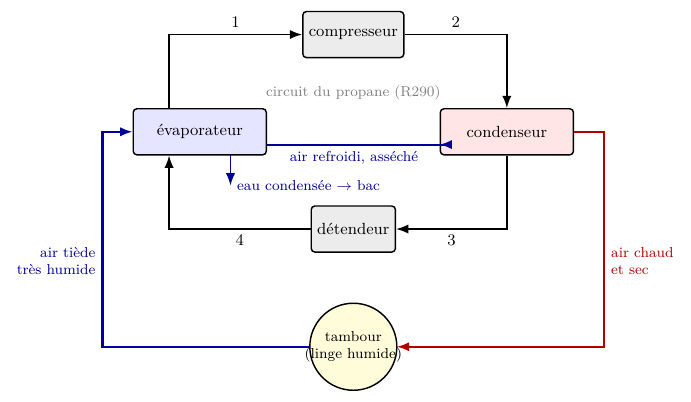 1
compresseur
2
circuit du propane (R290)
évaporateur
condenseur
air refroidi, asséché
eau condensée → bac
détendeur
4
3
air tiède
très humide
air chaud
et sec
tambour
(linge humide)